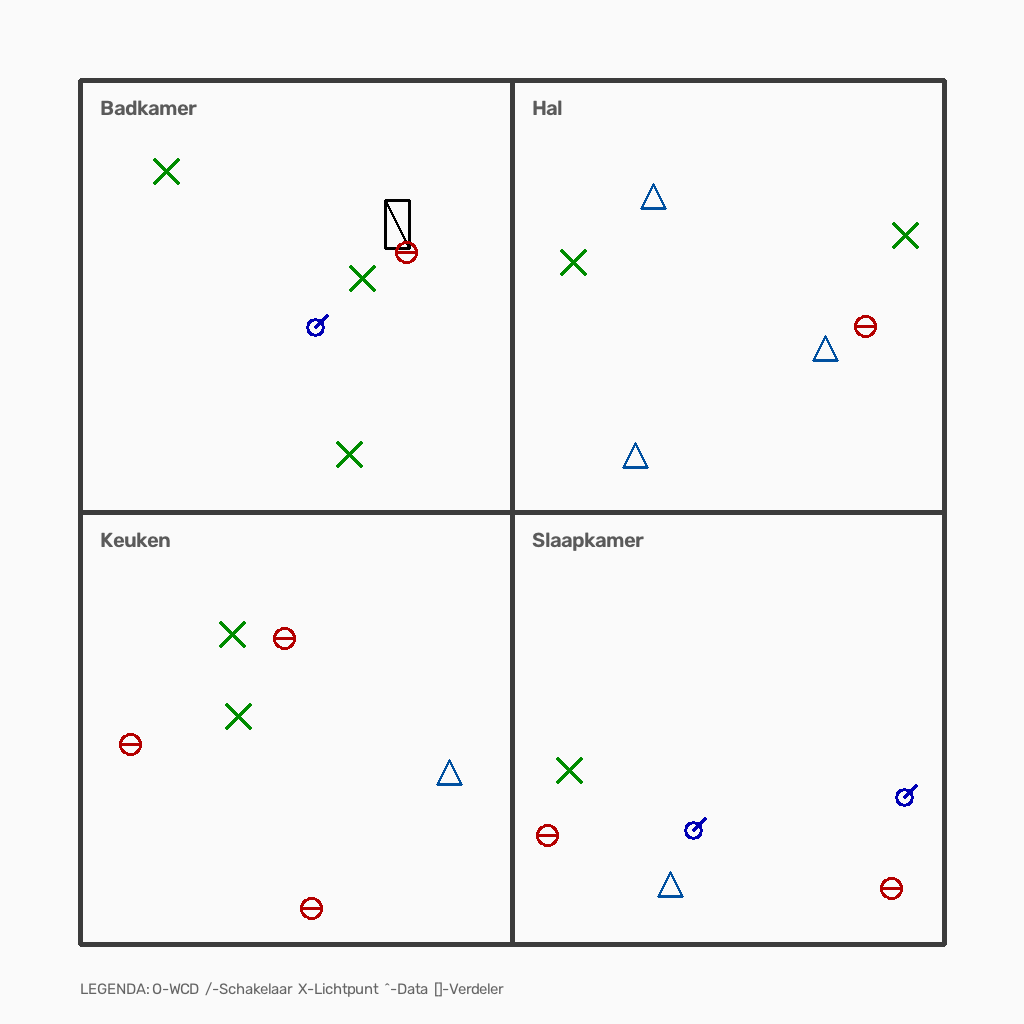 Badkamer
Hal
Keuken
Slaapkamer
LEGENDA: O-WCD /-Schakelaar X-Lichtpunt ^-Data []-Verdeler